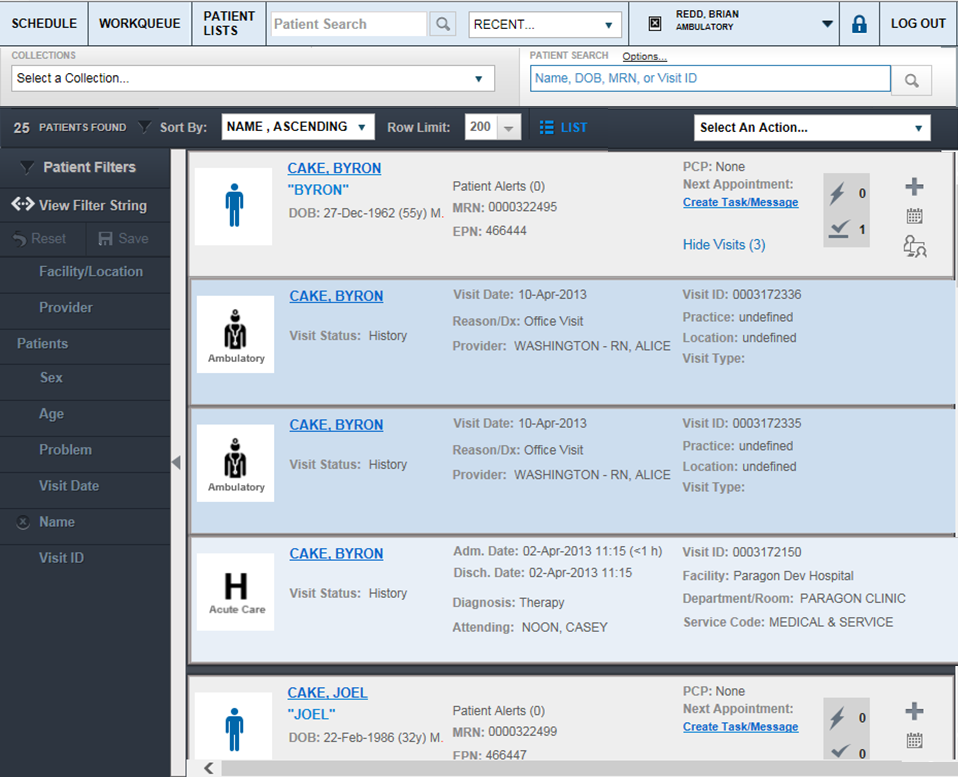 SCHEDULE WORKQUEUE PATIENT LISTS Patient Search RECENT... REDD, BRIAN LOG OUT
AMBULATORY
COLLECTIONS PATIENT SEARCH Options...
Select a Collection... Name, DOB, MRN, or Visit ID
25 PATIENTS FOUND Sort By: NAME , ASCENDING Row Limit: 200 LIST Select An Action...
Patient Filters
View Filter String
Reset Save
Facility/Location
Provider
Patients
Sex
Age
Problem
Visit Date
Name
Visit ID
CAKE, BYRON
"BYRON"
DOB: 27-Dec-1962 (55y) M.
Patient Alerts (0)
MRN: 0000322495
EPN: 466444
PCP: None
Next Appointment:
Create Task/Message
Hide Visits (3)
0
1
Ambulatory
CAKE, BYRON
Visit Status: History
Visit Date: 10-Apr-2013
Reason/Dx: Office Visit
Provider: WASHINGTON - RN, ALICE
Visit ID: 0003172336
Practice: undefined
Location: undefined
Visit Type:
Ambulatory
CAKE, BYRON
Visit Status: History
Visit Date: 10-Apr-2013
Reason/Dx: Office Visit
Provider: WASHINGTON - RN, ALICE
Visit ID: 0003172335
Practice: undefined
Location: undefined
Visit Type:
H
Acute Care
CAKE, BYRON
Visit Status: History
Adm. Date: 02-Apr-2013 11:15 (<1 h)
Disch. Date: 02-Apr-2013 11:15
Diagnosis: Therapy
Attending: NOON, CASEY
Visit ID: 0003172150
Facility: Paragon Dev Hospital
Department/Room: PARAGON CLINIC
Service Code: MEDICAL & SERVICE
CAKE, JOEL
"JOEL"
DOB: 22-Feb-1986 (32y) M.
Patient Alerts (0)
MRN: 0000322499
EPN: 466447
PCP: None
Next Appointment:
Create Task/Message
0
0